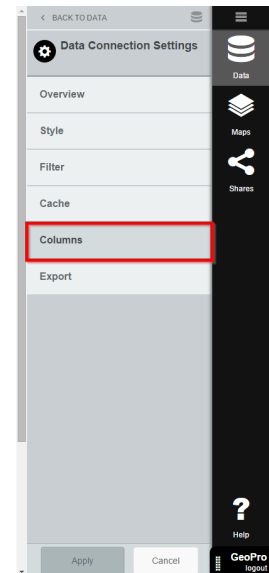 < BACK TO DATA
Data Connection Settings
Overview
Style
Filter
Cache
Columns
Export
Apply
Cancel
Data
Maps
Shares
?
Help
GeoPro
logout